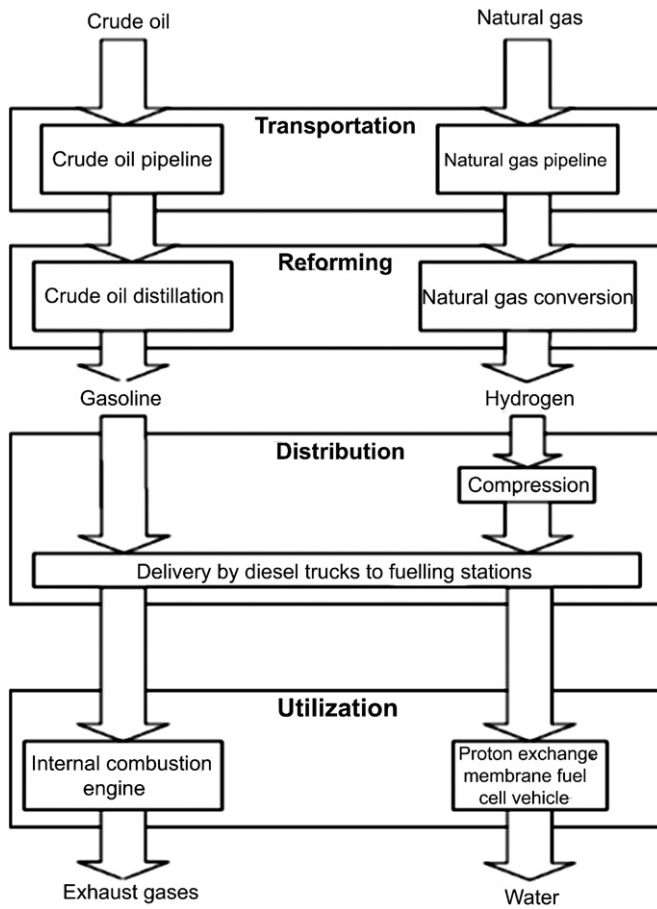 Crude oil
Natural gas
Transportation
Crude oil pipeline
Natural gas pipeline
Reforming
Crude oil distillation
Natural gas conversion
Gasoline
Hydrogen
Distribution
Compression
Delivery by diesel trucks to fuelling stations
Utilization
Internal combustion
engine
Proton exchange
membrane fuel
cell vehicle
Exhaust gases
Water